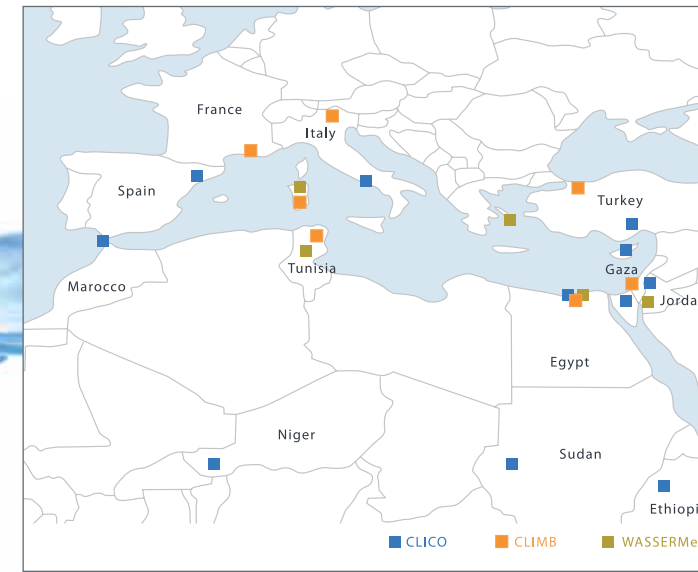 France
Italy
Spain
Turkey
Gaza
Tunisia
Marocco
Jorda
Egypt
Niger
Sudan
Ethiopi
CLICO CLIMB WASSERMe